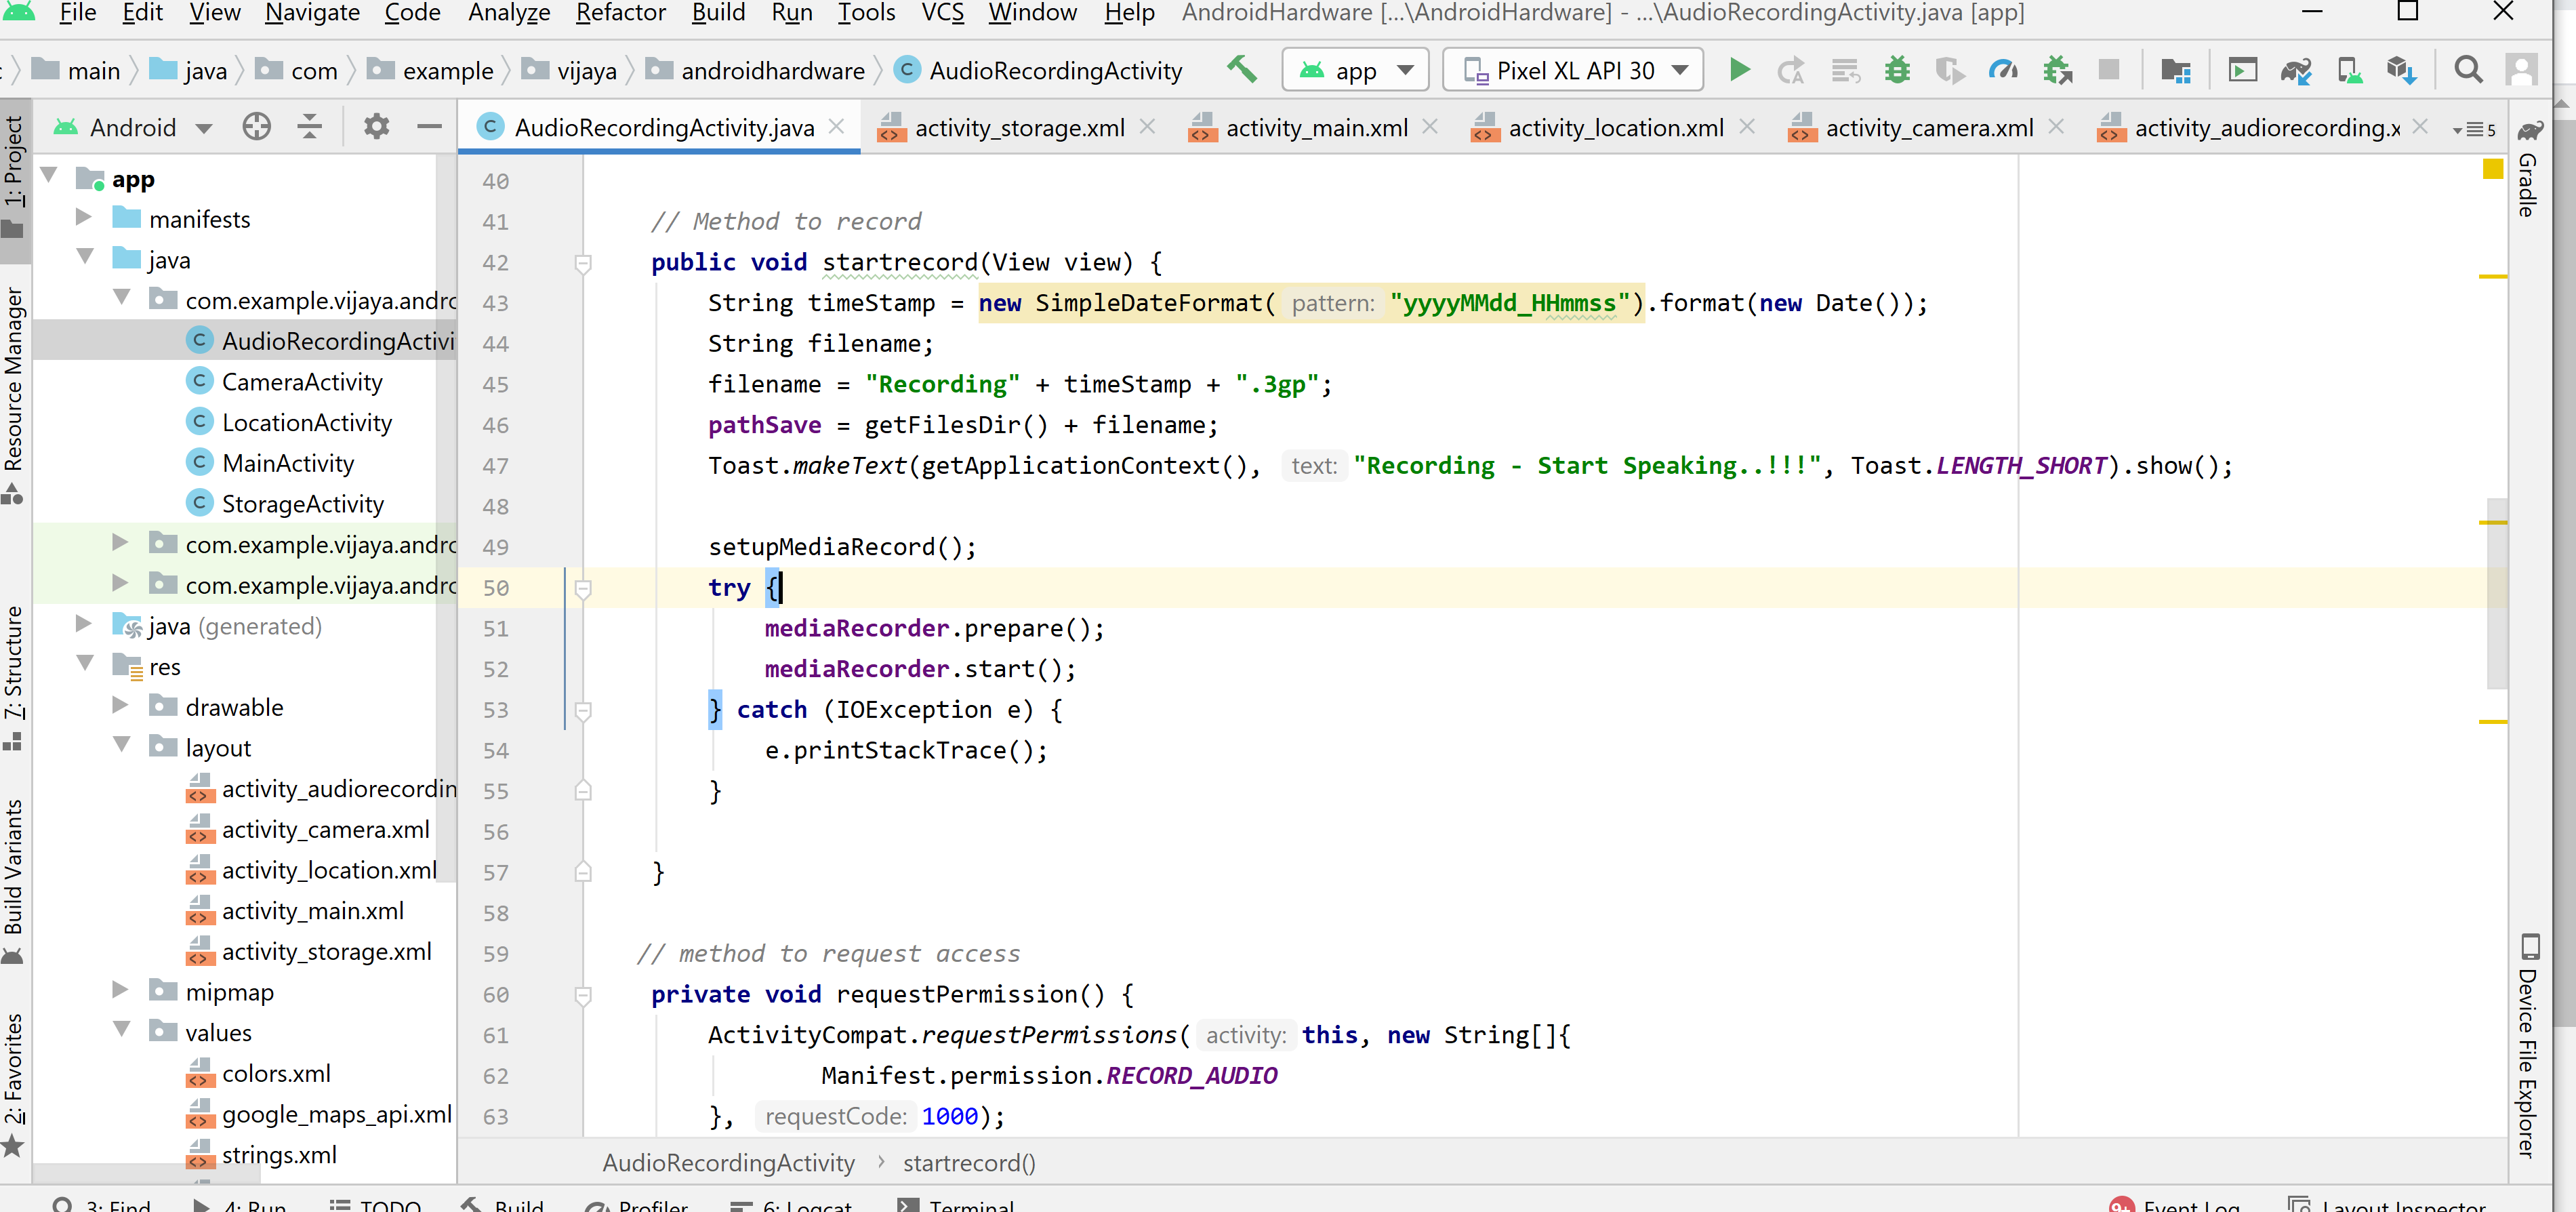 File Edit View Navigate Code Analyze Refactor Build Run Tools VCS Window Help AndroidHardware [...\AndroidHardware] - ...\AudioRecordingActivity.java [app]
main java com example vijaya androidhardware AudioRecordingActivity app Pixel XL API 30
Android
AudioRecordingActivity.java activity_storage.xml activity_main.xml activity_location.xml activity_camera.xml activity_audiorecording.x 5
1: Project
Resource Manager
7: Structure
Build Variants
2: Favorites
app
manifests
java
com.example.vijaya.andro
AudioRecordingActivi
CameraActivity
LocationActivity
MainActivity
StorageActivity
com.example.vijaya.andro
com.example.vijaya.andro
java (generated)
res
drawable
layout
activity_audiorecordin
activity_camera.xml
activity_location.xml
activity_main.xml
activity_storage.xml
mipmap
values
colors.xml
google_maps_api.xml
strings.xml
40
41 // Method to record
42 public void startrecord(View view) {
43 String timeStamp = new SimpleDateFormat( pattern: "yyyyMMdd_HHmmss").format(new Date());
44 String filename;
45 filename = "Recording" + timeStamp + ".3gp";
46 pathSave = getFilesDir() + filename;
47 Toast.makeText(getApplicationContext(), text: "Recording - Start Speaking..!!!", Toast.LENGTH_SHORT).show();
48
49 setupMediaRecord();
50 try {
51 mediaRecorder.prepare();
52 mediaRecorder.start();
53 } catch (IOException e) {
54 e.printStackTrace();
55 }
56
57 }
58
59 // method to request access
60 private void requestPermission() {
61 ActivityCompat.requestPermissions( activity: this, new String[]{
62 Manifest.permission.RECORD_AUDIO
63 }, requestCode: 1000);
AudioRecordingActivity › startrecord()
Gradle
Device File Explorer
3: Find 4: Run TODO Build Profiler 6: Logcat Terminal Event Log Layout Inspector